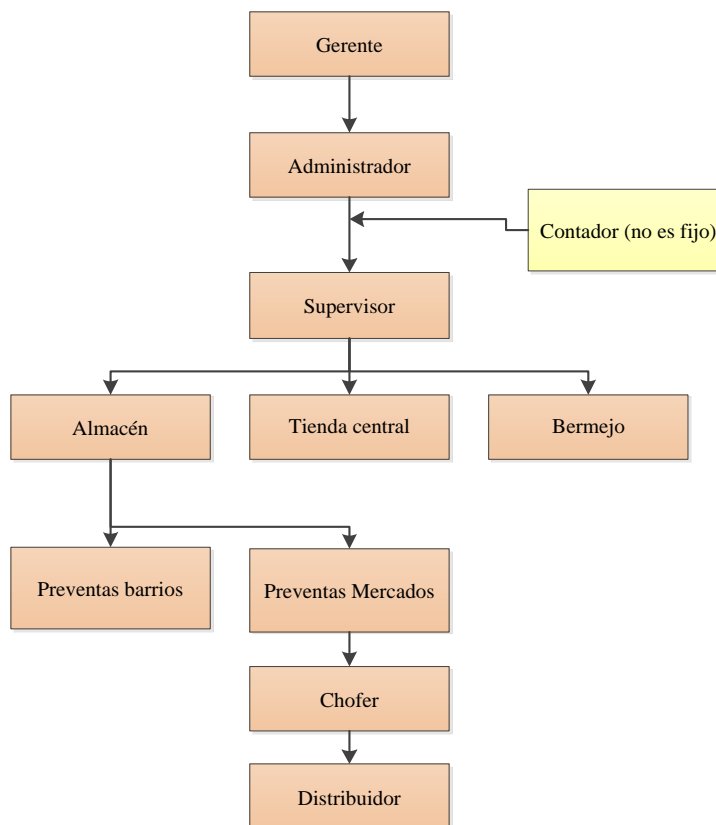 Gerente
Administrador
Contador (no es fijo)
Supervisor
Almacén
Tienda central
Bermejo
Preventas barrios
Preventas Mercados
Chofer
Distribuidor